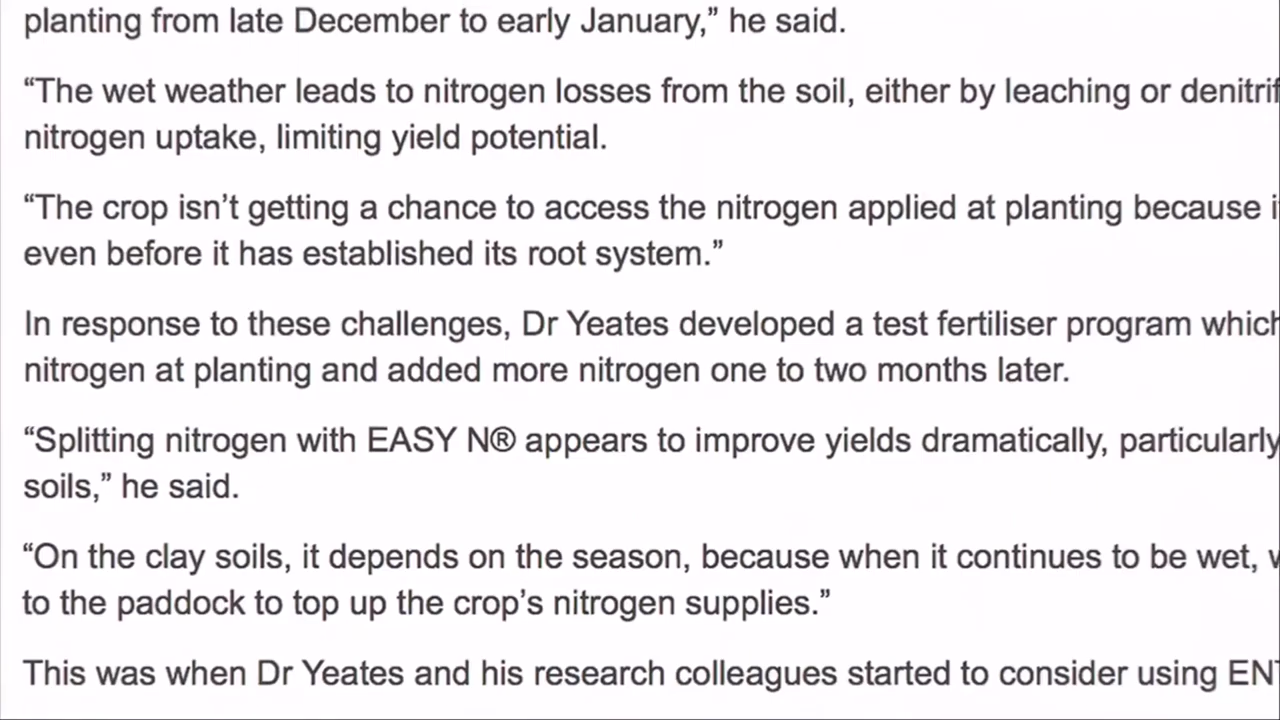 planting from late December to early January,” he said.
“The wet weather leads to nitrogen losses from the soil, either by leaching or
nitrogen uptake, limiting yield potential.
“The crop isn’t getting a chance to access the nitrogen applied at planting because
even before it has established its root system.”
In response to these challenges, Dr Yeates developed a test fertiliser program which
nitrogen at planting and added more nitrogen one to two months later.
“Splitting nitrogen with EASY N® appears to improve yields dramatically, particularly
soils,” he said.
“On the clay soils, it depends on the season, because when it continues to be wet,
to the paddock to top up the crop’s nitrogen supplies.”
This was when Dr Yeates and his research colleagues started to consider using